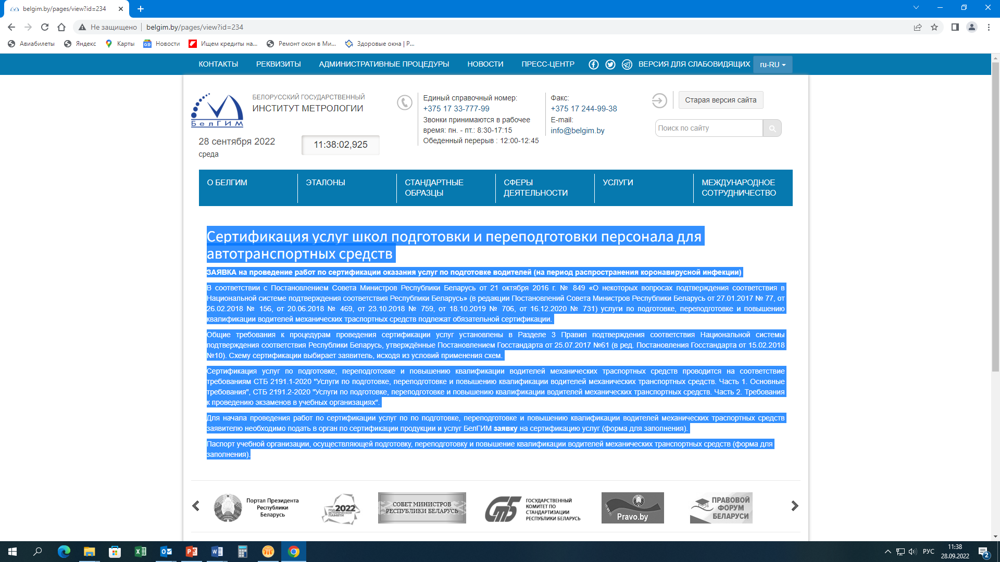 belgim.by/pages/view?id=234
Не защищено
belgim.by/pages/view?id=234
Авиабилеты
Яндекс
Карты
Новости
Ищем кредиты на...
Ремонт окон в Ми...
Здоровые окна | Р...
КОНТАКТЫ
РЕКВИЗИТЫ
АДМИНИСТРАТИВНЫЕ ПРОЦЕДУРЫ
НОВОСТИ
ПРЕСС-ЦЕНТР
ВЕРСИЯ ДЛЯ СЛАБОВИДЯЩИХ
ru-RU
БелГИМ
БЕЛОРУССКИЙ ГОСУДАРСТВЕННЫЙ
ИНСТИТУТ МЕТРОЛОГИИ
28 сентября 2022
среда
11:38:02,925
Единый справочный номер:
+375 17 33-777-99
Звонки принимаются в рабочее
время: пн. - пт.: 8:30-17:15
Обеденный перерыв : 12:00-12:45
Факс:
+375 17 244-99-38
E-mail:
info@belgim.by
Старая версия сайта
Поиск по сайту
О БЕЛГИМ
ЭТАЛОНЫ
СТАНДАРТНЫЕ
ОБРАЗЦЫ
СФЕРЫ
ДЕЯТЕЛЬНОСТИ
УСЛУГИ
МЕЖДУНАРОДНОЕ
СОТРУДНИЧЕСТВО
Сертификация услуг школ подготовки и переподготовки персонала для
автотранспортных средств
ЗАЯВКА на проведение работ по сертификации оказания услуг по подготовке водителей (на период распространения коронавирусной инфекции)
В соответствии с Постановлением Совета Министров Республики Беларусь от 21 октября 2016 г. № 849 «О некоторых вопросах подтверждения соответствия в
Национальной системе подтверждения соответствия Республики Беларусь» (в редакции Постановлений Совета Министров Республики Беларусь от 27.01.2017 № 77, от
26.02.2018 № 156, от 20.06.2018 № 469, от 23.10.2018 № 759, от 18.10.2019 № 706, от 16.12.2020 № 731) услуги по подготовке, переподготовке и повышению
квалификации водителей механических траспортных средств подлежат обязательной сертификации.
Общие требования к процедурам проведения сертификации услуг установлены в Разделе 3 Правил подтверждения соответствия Национальной системы
подтверждения соответствия Республики Беларусь, утверждённые Постановлением Госстандарта от 25.07.2017 №61 (в ред. Постановления Госстандарта от 15.02.2018
№10). Схему сертификации выбирает заявитель, исходя из условий применения схем.
Сертификация услуг по подготовке, переподготовке и повышению квалификации водителей механических траспортных средств проводится на соответствие
требованиям СТБ 2191.1-2020 "Услуги по подготовке, переподготовке и повышению квалификации водителей механических транспортных средств. Часть 1. Основные
требования", СТБ 2191.2-2020 "Услуги по подготовке, переподготовке и повышению квалификации водителей механических транспортных средств. Часть 2. Требования
к проведению экзаменов в учебных организациях".
Для начала проведения работ по сертификации услуг по по подготовке, переподготовке и повышению квалификации водителей механических траспортных средств
заявителю необходимо подать в орган по сертификации продукции и услуг БелГИМ заявку на сертификацию услуг (форма для заполнения).
Паспорт учебной организации, осуществляющей подготовку, переподготовку и повышение квалификации водителей механических транспортных средств (форма для
заполнения).
Портал Президента
Республики
Беларусь
ГОД
2022
ИСТОРИЧЕСКОЙ
ПАМЯТИ
СОВЕТ МИНИСТРОВ
РЕСПУБЛИКИ БЕЛАРУСЬ
СТБ
ГОСУДАРСТВЕННЫЙ
КОМИТЕТ ПО
СТАНДАРТИЗАЦИИ
РЕСПУБЛИКИ БЕЛАРУСЬ
Pravo.by
ПРАВОВОЙ
ФОРУМ
БЕЛАРУСИ
РУС
11:38
28.09.2022
2